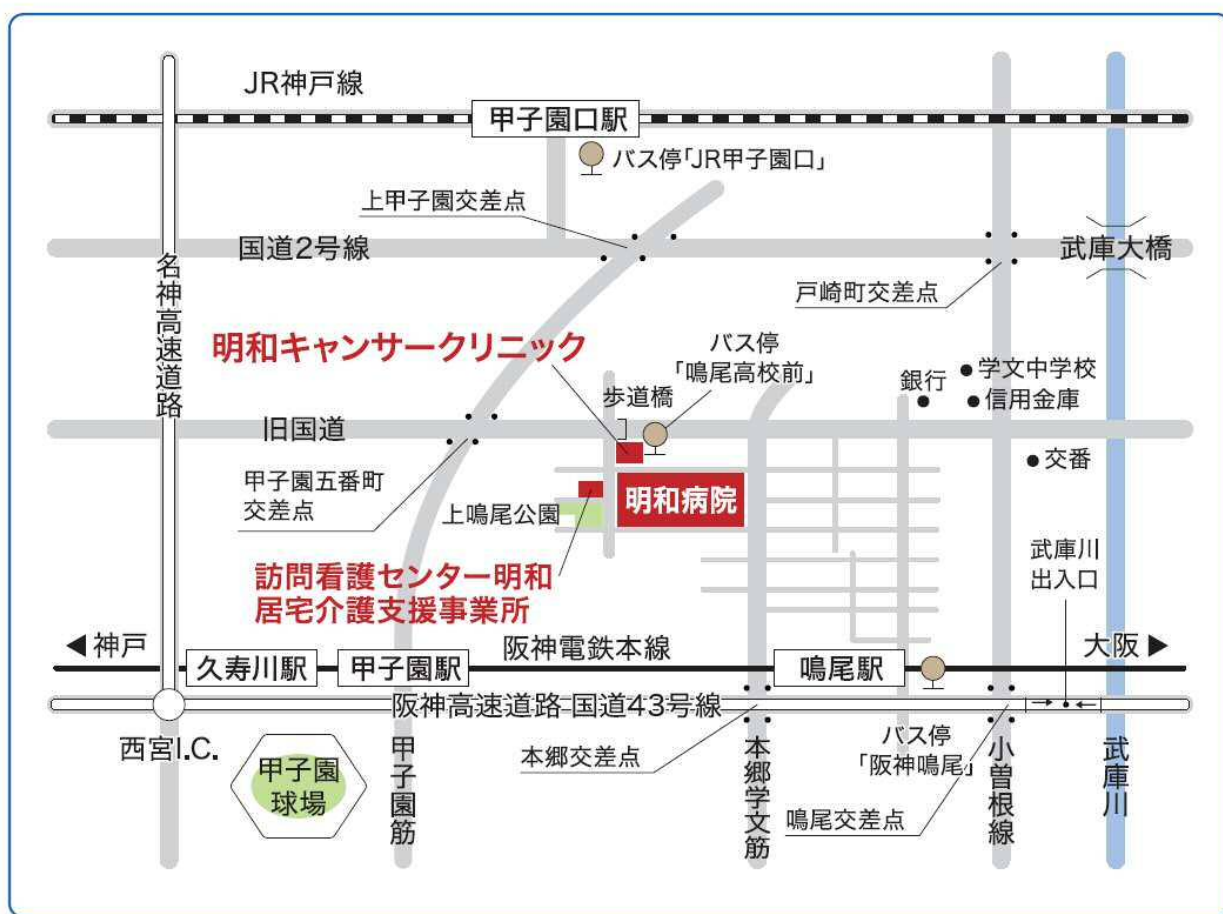 JR神戸線
甲子園口駅
バス停「JR甲子園口」
上甲子園交差点
国道2号線
武庫大橋
名神高速道路
戸崎町交差点
明和キャンサークリニック
バス停
「鳴尾高校前」
歩道橋
銀行
学文中学校
信用金庫
旧国道
交番
甲子園五番町
交差点
上鳴尾公園
明和病院
武庫川
出入口
訪問看護センター明和
居宅介護支援事業所
◀神戸
阪神電鉄本線
大阪▶
久寿川駅
甲子園駅
鳴尾駅
阪神高速道路 国道43号線
西宮I.C.
甲子園
球場
甲子園筋
本郷交差点
本郷学文筋
バス停
「阪神鳴尾」
鳴尾交差点
小曽根線
武庫川